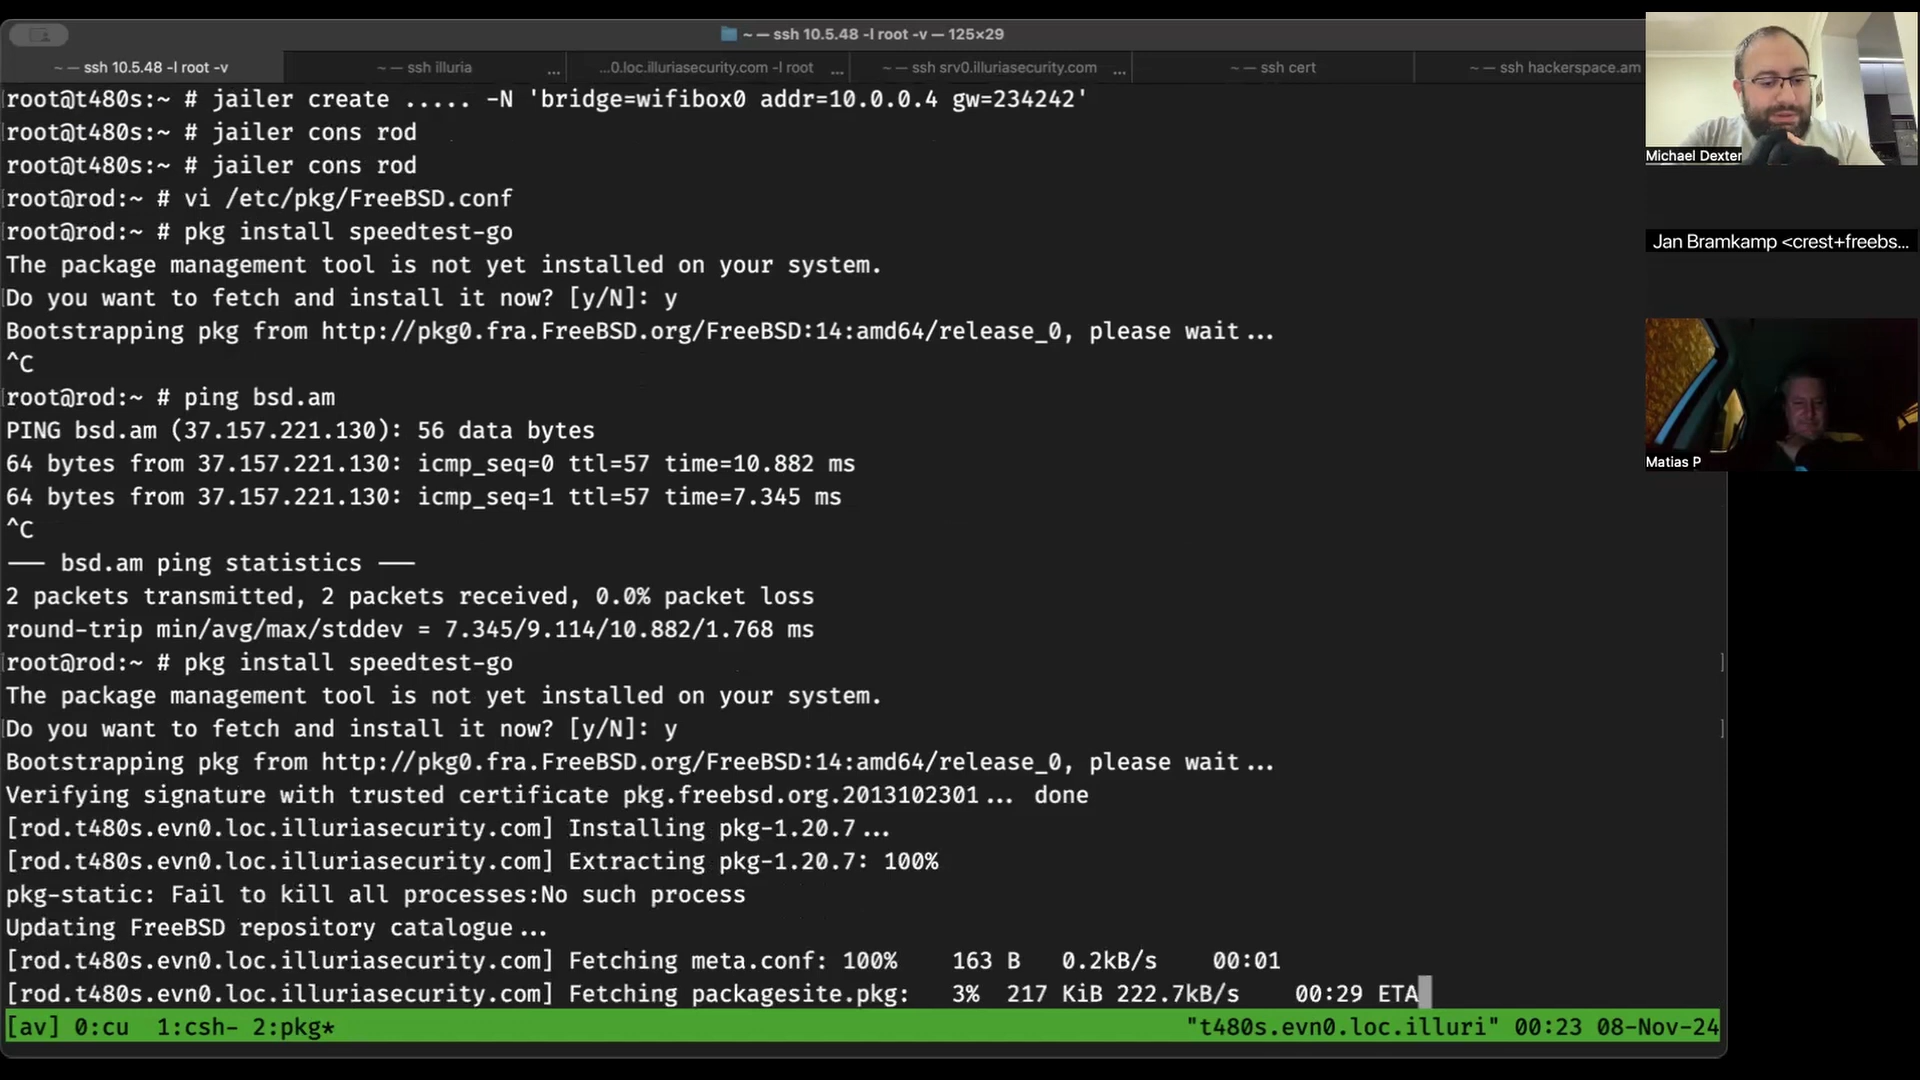 ~ — ssh 10.5.48 -l root -v — 125×29
~ — ssh 10.5.48 -l root -v
~ — ssh illuria ...
...0.loc.illuriasecurity.com -l root ...
~ — ssh srv0.illuriasecurity.com ...
~ — ssh cert
~ — ssh hackerspace.am
root@t480s:~ # jailer create ..... -N 'bridge=wifibox0 addr=10.0.0.4 gw=234242'
root@t480s:~ # jailer cons rod
root@t480s:~ # jailer cons rod
root@rod:~ # vi /etc/pkg/FreeBSD.conf
root@rod:~ # pkg install speedtest-go
The package management tool is not yet installed on your system.
Do you want to fetch and install it now? [y/N]: y
Bootstrapping pkg from http://pkg0.fra.FreeBSD.org/FreeBSD:14:amd64/release_0, please wait...
^C
root@rod:~ # ping bsd.am
PING bsd.am (37.157.221.130): 56 data bytes
64 bytes from 37.157.221.130: icmp_seq=0 ttl=57 time=10.882 ms
64 bytes from 37.157.221.130: icmp_seq=1 ttl=57 time=7.345 ms
^C
--- bsd.am ping statistics ---
2 packets transmitted, 2 packets received, 0.0% packet loss
round-trip min/avg/max/stddev = 7.345/9.114/10.882/1.768 ms
root@rod:~ # pkg install speedtest-go
The package management tool is not yet installed on your system.
Do you want to fetch and install it now? [y/N]: y
Bootstrapping pkg from http://pkg0.fra.FreeBSD.org/FreeBSD:14:amd64/release_0, please wait...
Verifying signature with trusted certificate pkg.freebsd.org.2013102301... done
[rod.t480s.evn0.loc.illuriasecurity.com] Installing pkg-1.20.7...
[rod.t480s.evn0.loc.illuriasecurity.com] Extracting pkg-1.20.7: 100%
pkg-static: Fail to kill all processes:No such process
Updating FreeBSD repository catalogue...
[rod.t480s.evn0.loc.illuriasecurity.com] Fetching meta.conf: 100% 163 B 0.2kB/s 00:01
[rod.t480s.evn0.loc.illuriasecurity.com] Fetching packagesite.pkg: 3% 217 KiB 222.7kB/s 00:29 ETA
[av] 0:cu 1:csh- 2:pkg* "t480s.evn0.loc.illuri" 00:23 08-Nov-24
Michael Dexter
Jan Bramkamp <crest+freebs...
Matias P